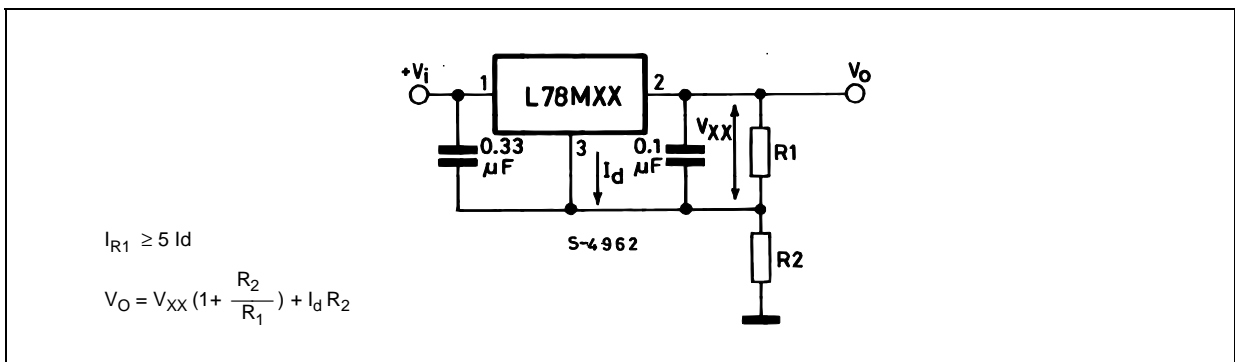 +Vi
1
L78MXX
2
Vo
0.33
µF
3
Id
0.1
µF
VXX
R1
S-4962
R2
IR1 ≥ 5 Id
VO = VXX (1+ R2/R1) + Id R2